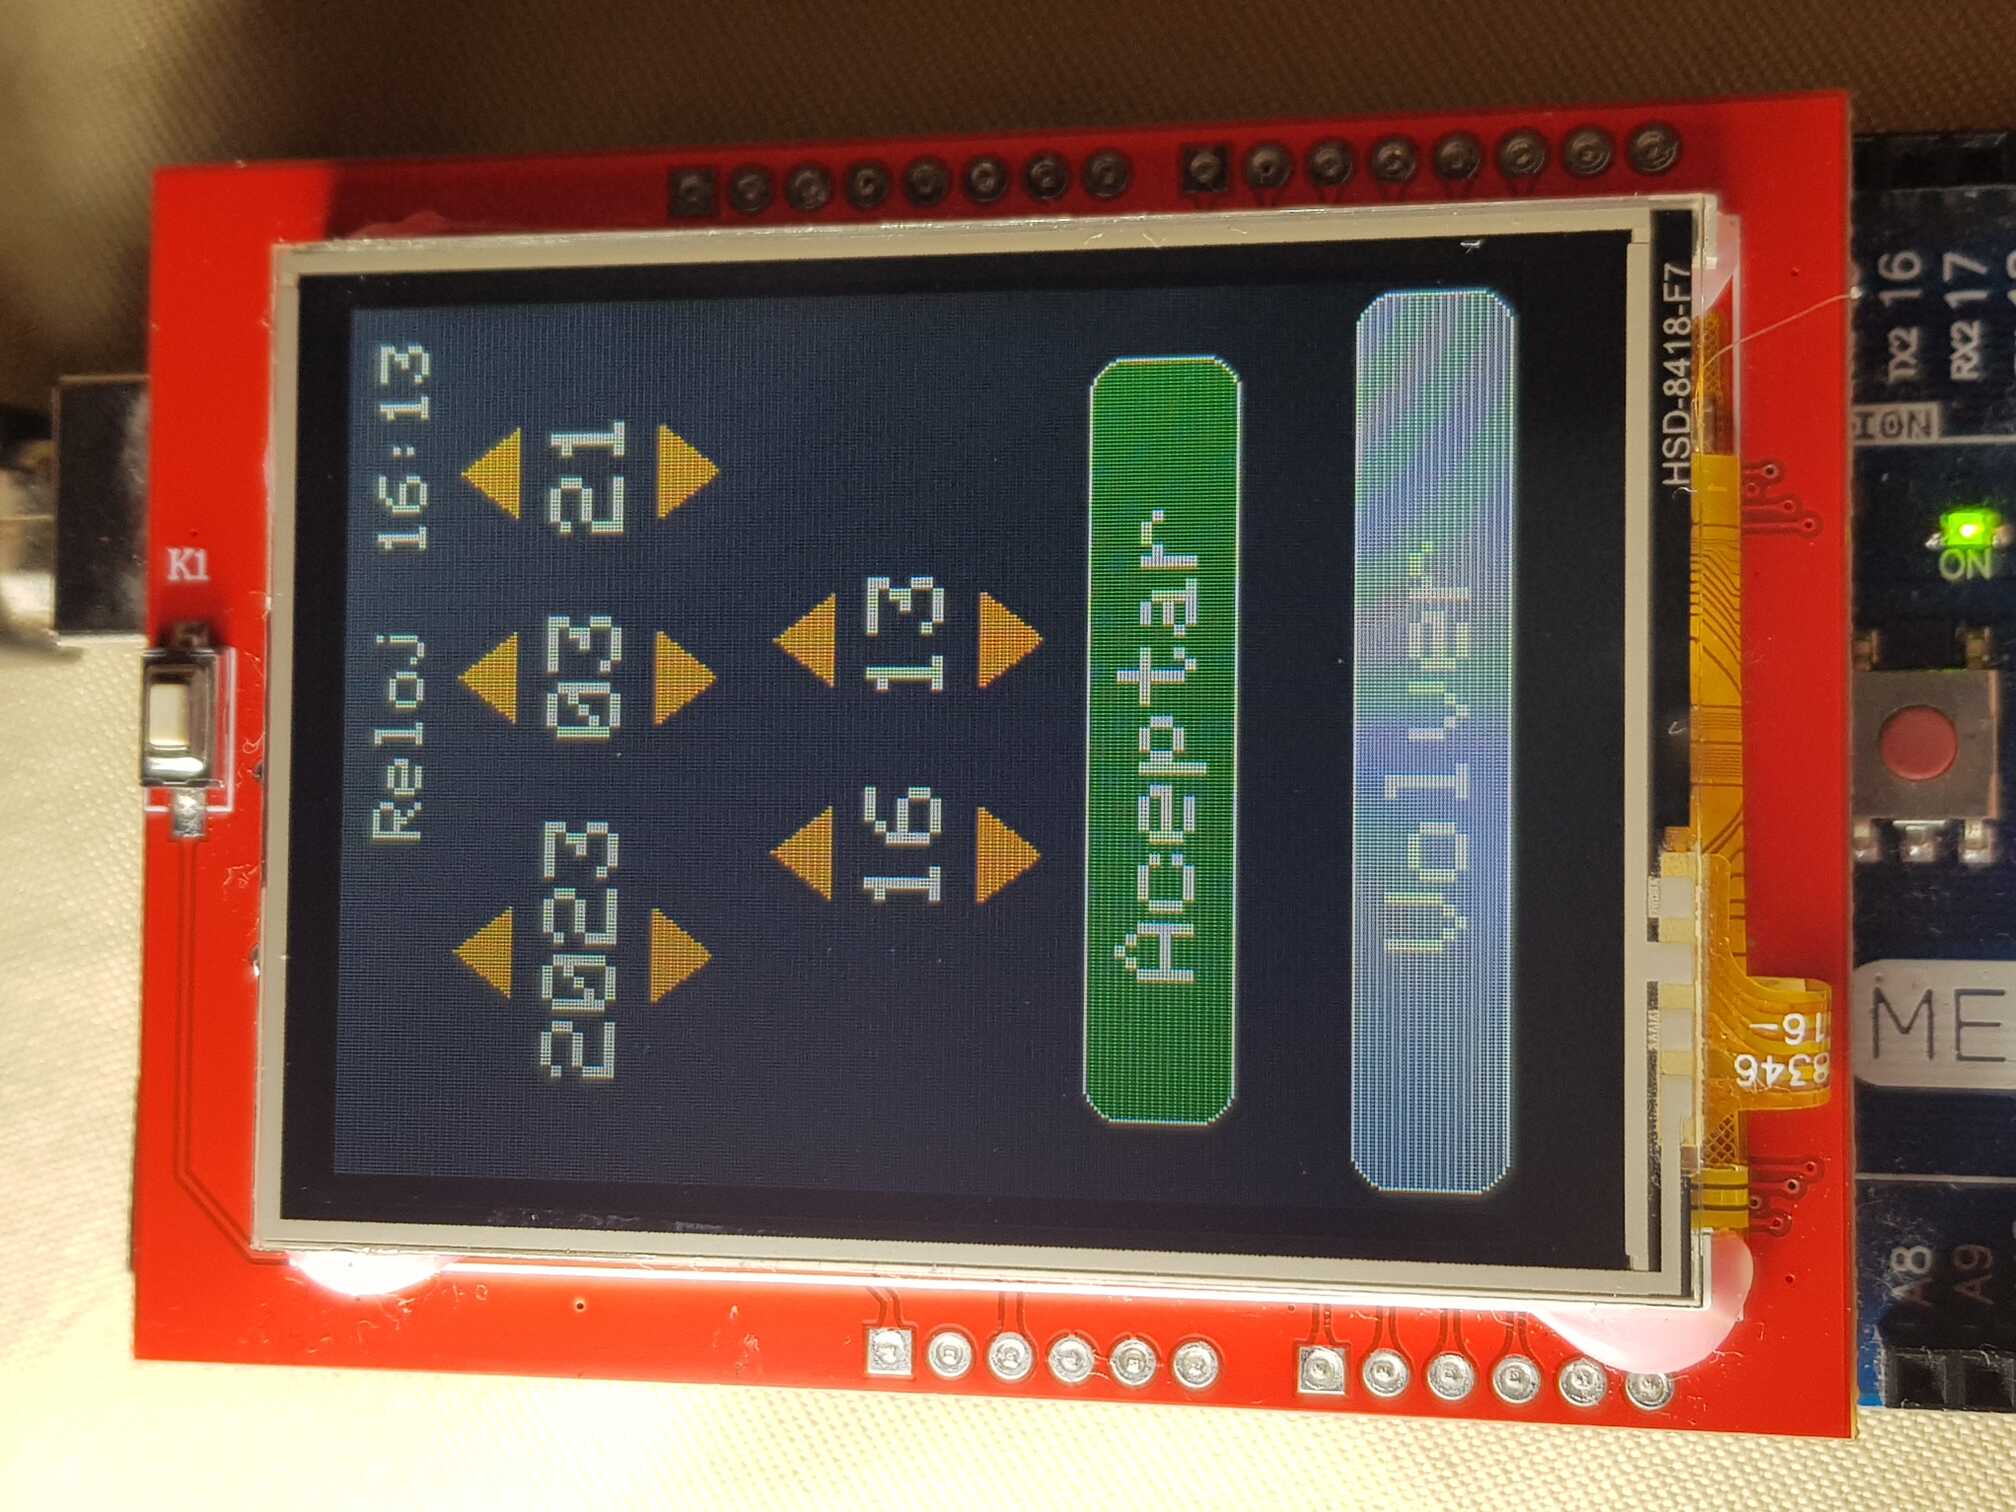 K1
Reloj 16:13
2023 03 21
16 13
Aceptar
Volver
HSD-8418-F7
8346
16-
A8
A9
ME
ON
TX2 16
RX2 17